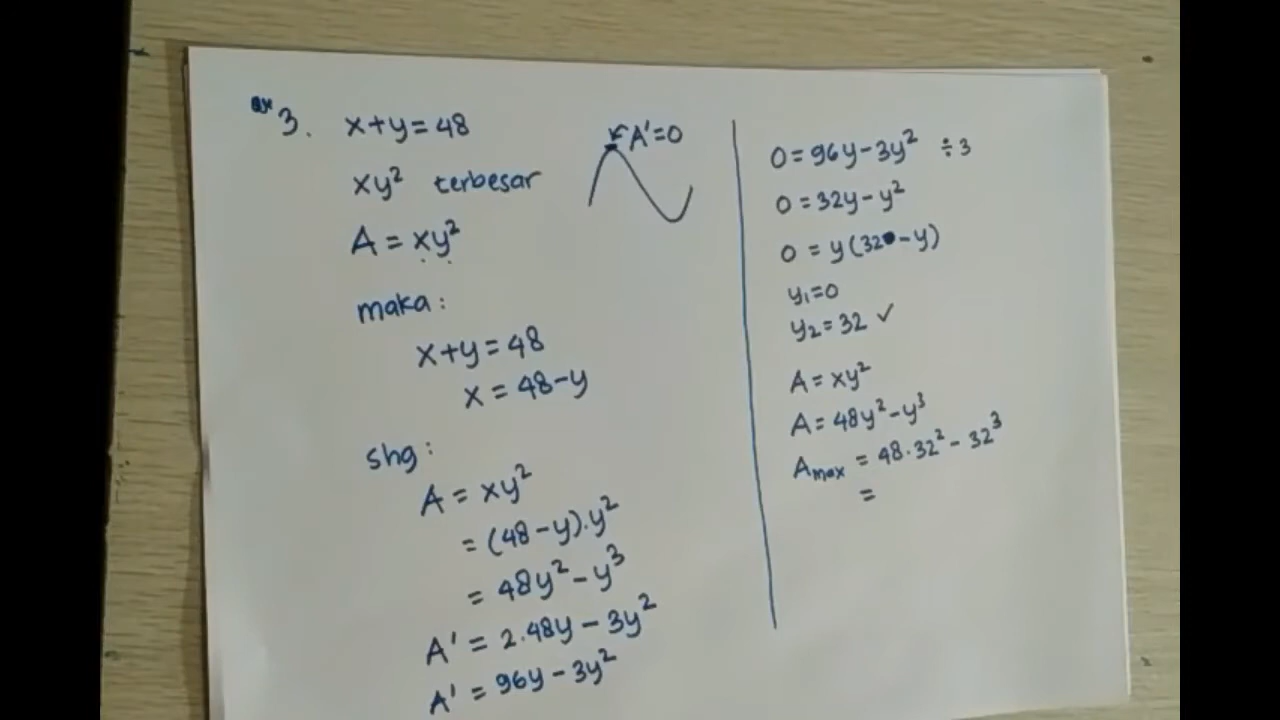 3. x+y=48
xy² terbesar
A = xy²
A'=0
maka:
x+y=48
x = 48-y
shg:
A = xy²
= (48-y).y²
= 48y² - y³
A' = 2.48y - 3y²
A' = 96y - 3y²
0 = 96y - 3y² ÷3
0 = 32y - y²
0 = y(32 - y)
y₁=0
y₂=32 ✓
A = xy²
A = 48y² - y³
Amax = 48.32² - 32³
=